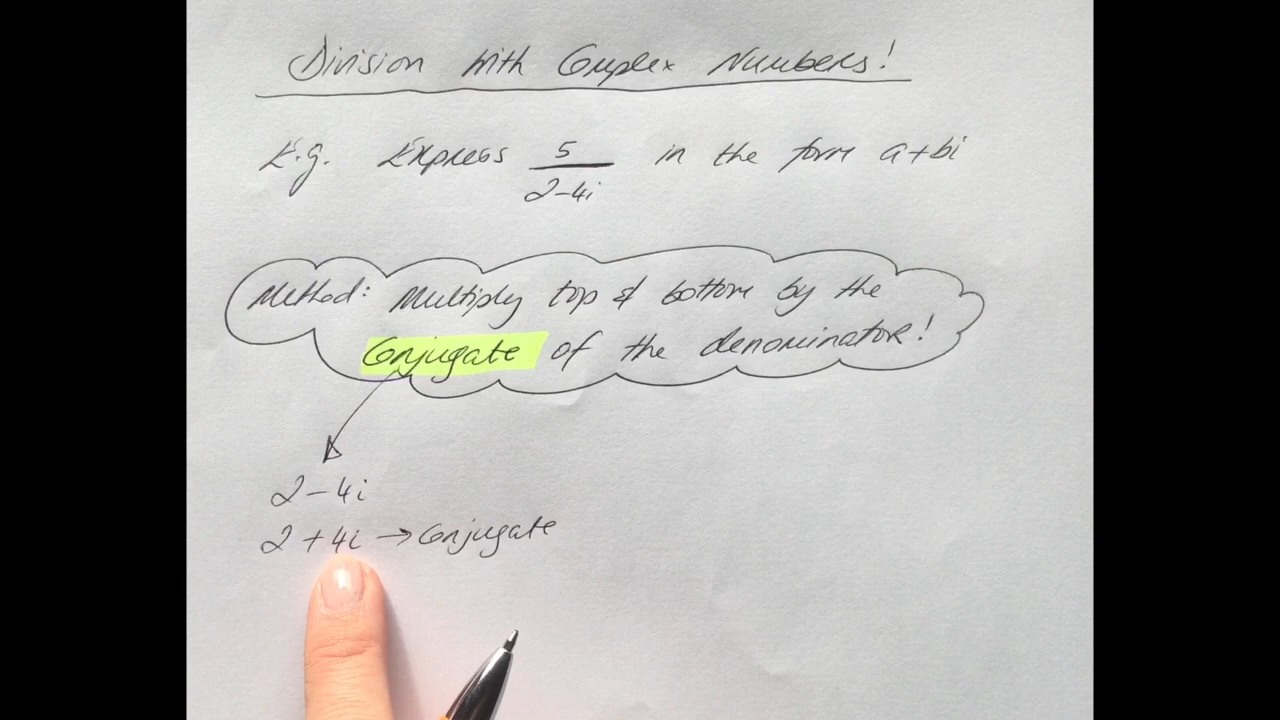 Division with Complex Numbers!
E.g. Express 5/2-4i in the form a+bi
Method: Multiply top & bottom by the
Conjugate of the denominator!
2-4i
2+4i → Conjugate